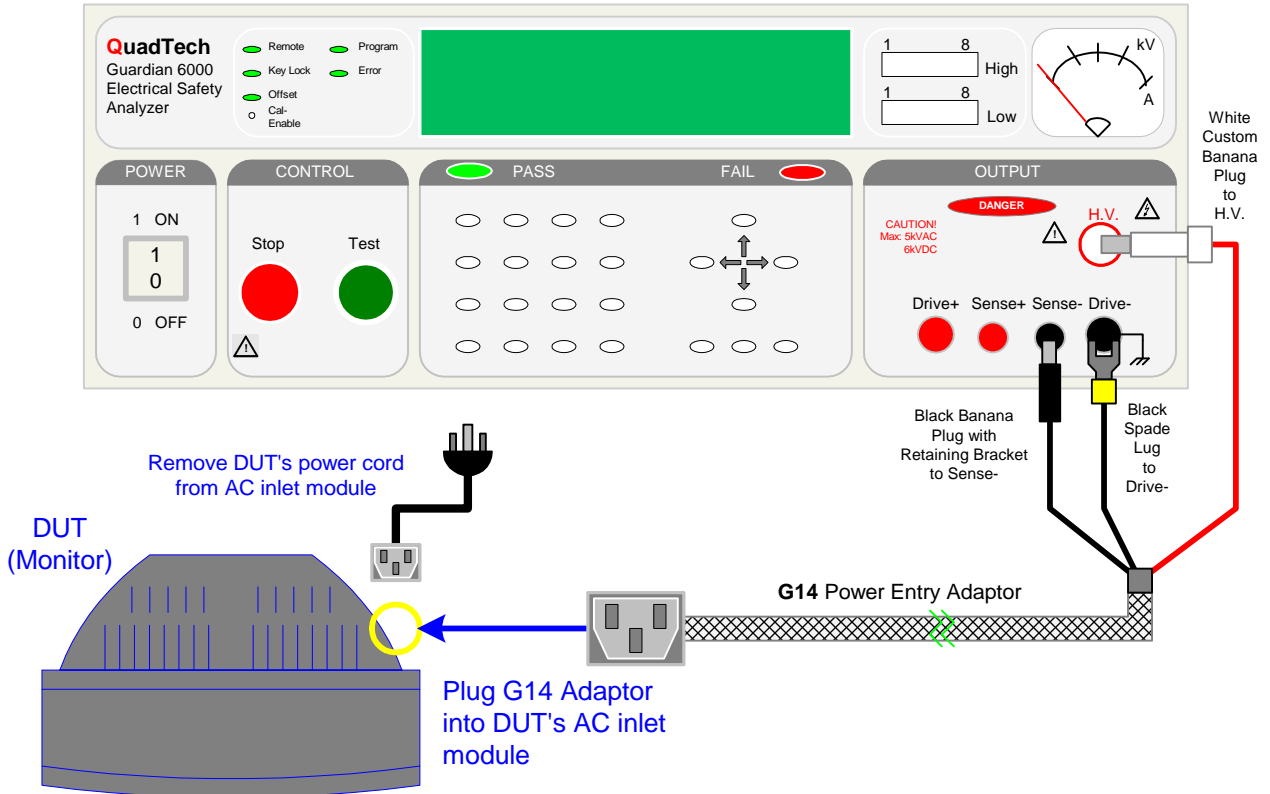 QuadTech
Guardian 6000
Electrical Safety
Analyzer
Remote
Program
Key Lock
Error
Offset
Cal-
Enable
1 8
High
1 8
Low
kV
A
POWER
1 ON
1
0
0 OFF
CONTROL
Stop
Test
PASS
FAIL
OUTPUT
DANGER
CAUTION!
Max: 5kVAC
6kVDC
H.V.
Drive+
Sense+
Sense-
Drive-
White
Custom
Banana
Plug
to
H.V.
Black Banana
Plug with
Retaining Bracket
to Sense-
Black
Spade
Lug
to
Drive-
Remove DUT's power cord
from AC inlet module
DUT
(Monitor)
G14 Power Entry Adaptor
Plug G14 Adaptor
into DUT's AC inlet
module